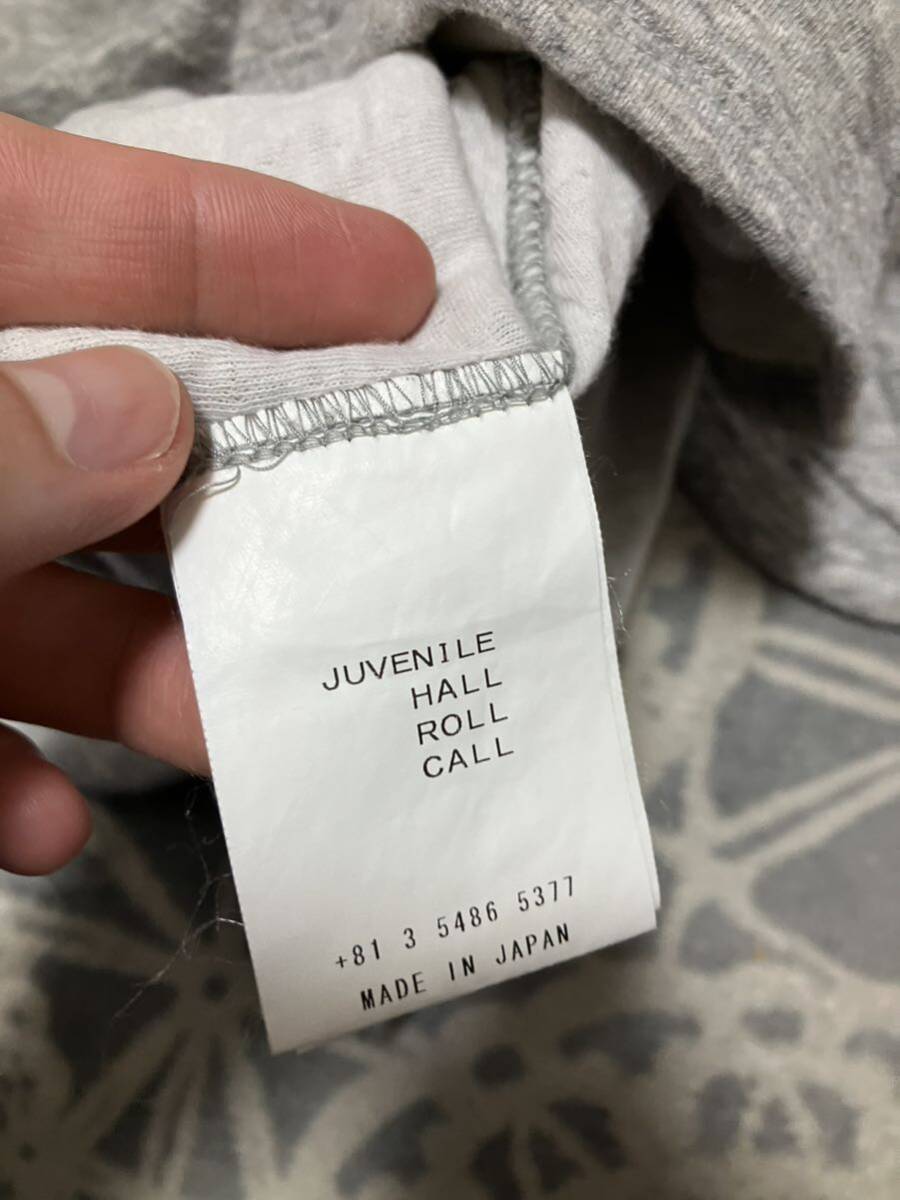 JUVENILE
HALL
ROLL
CALL
+81 3 5486 5377
MADE IN JAPAN